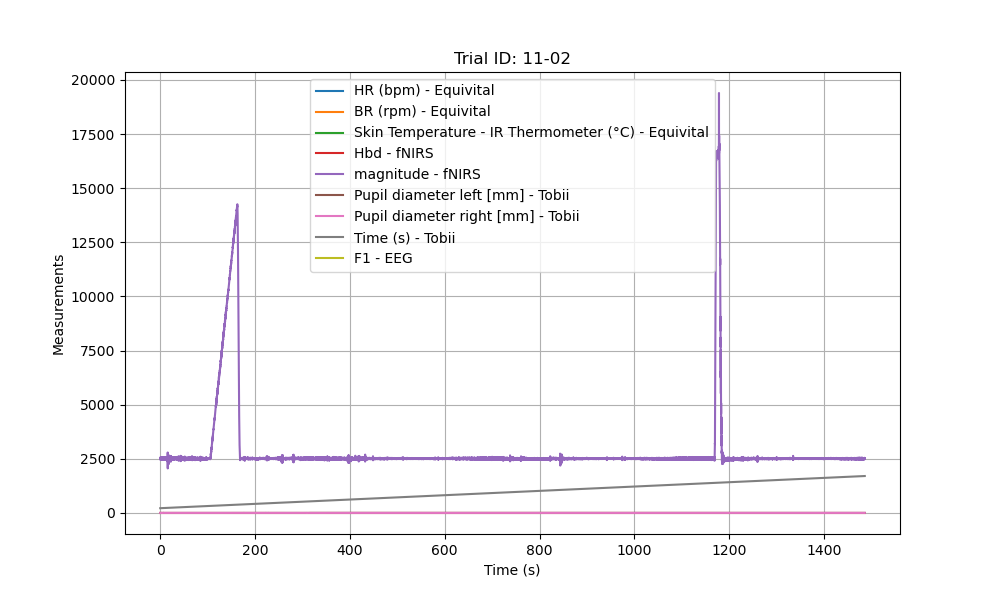 Trial ID: 11-02
20000
17500
15000
12500
10000
7500
5000
2500
0
Measurements
HR (bpm) - Equivital
BR (rpm) - Equivital
Skin Temperature - IR Thermometer (°C) - Equivital
Hbd - fNIRS
magnitude - fNIRS
Pupil diameter left [mm] - Tobii
Pupil diameter right [mm] - Tobii
Time (s) - Tobii
F1 - EEG
0 200 400 600 800 1000 1200 1400
Time (s)